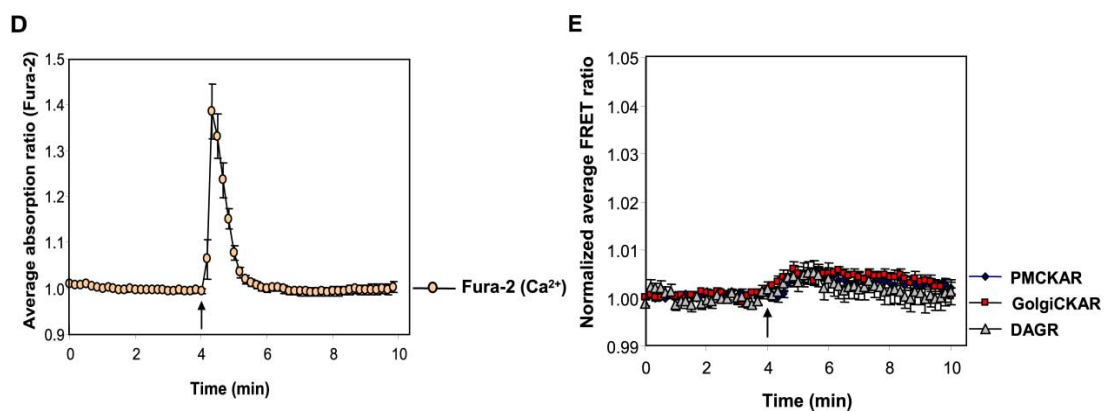 D
Average absorption ratio (Fura-2)
1.5
1.4
1.3
1.2
1.1
1.0
0.9
0 2 4 6 8 10
Time (min)
Fura-2 (Ca²⁺)
E
Normalized average FRET ratio
1.05
1.04
1.03
1.02
1.01
1.00
0.99
0 2 4 6 8 10
Time (min)
PMCKAR
GolgiCKAR
DAGR